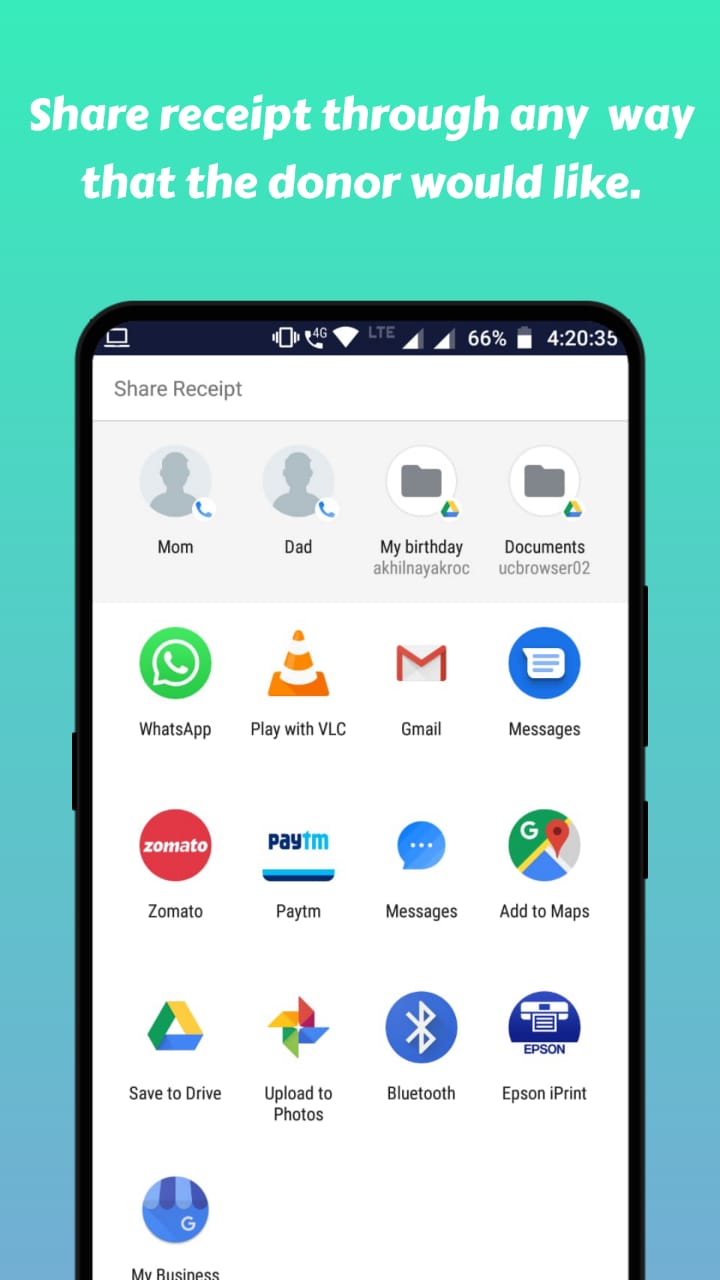 Share receipt through any way
that the donor would like.
4G LTE 66% 4:20:35
Share Receipt
Mom Dad My birthday Documents
akhilnayakroc ucbrowser02
WhatsApp Play with VLC Gmail Messages
zomato paytm G
Zomato Paytm Messages Add to Maps
EPSON
Save to Drive Upload to Bluetooth Epson iPrint
Photos
G
My Business